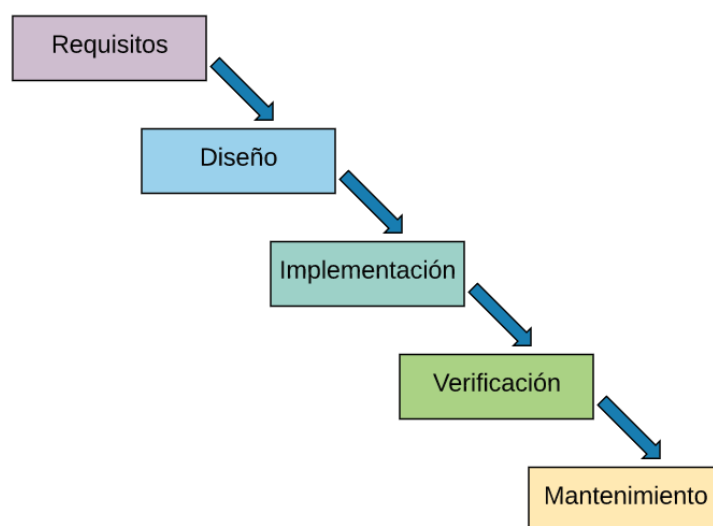 Requisitos
Diseño
Implementación
Verificación
Mantenimiento